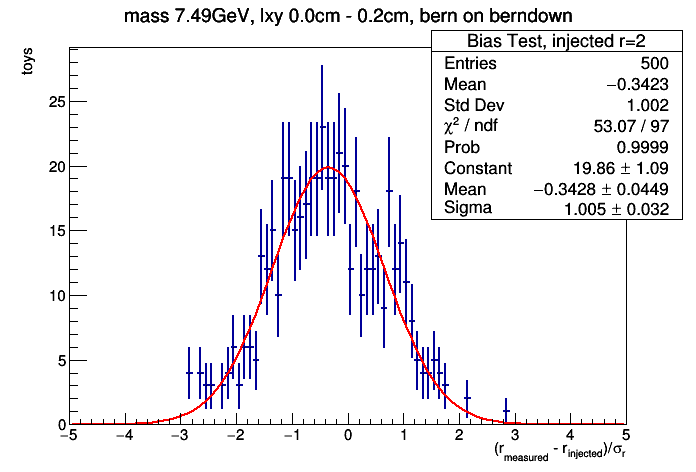 mass 7.49GeV, lxy 0.0cm - 0.2cm, bern on berndown
Bias Test, injected r=2
Entries 500
Mean −0.3423
Std Dev 1.002
χ² / ndf 53.07 / 97
Prob 0.9999
Constant 19.86 ± 1.09
Mean −0.3428 ± 0.0449
Sigma 1.005 ± 0.032
toys
25
20
15
10
5
0
−5 −4 −3 −2 −1 0 1 2 3 4 5
(r_measured - r_injected)/σ_r